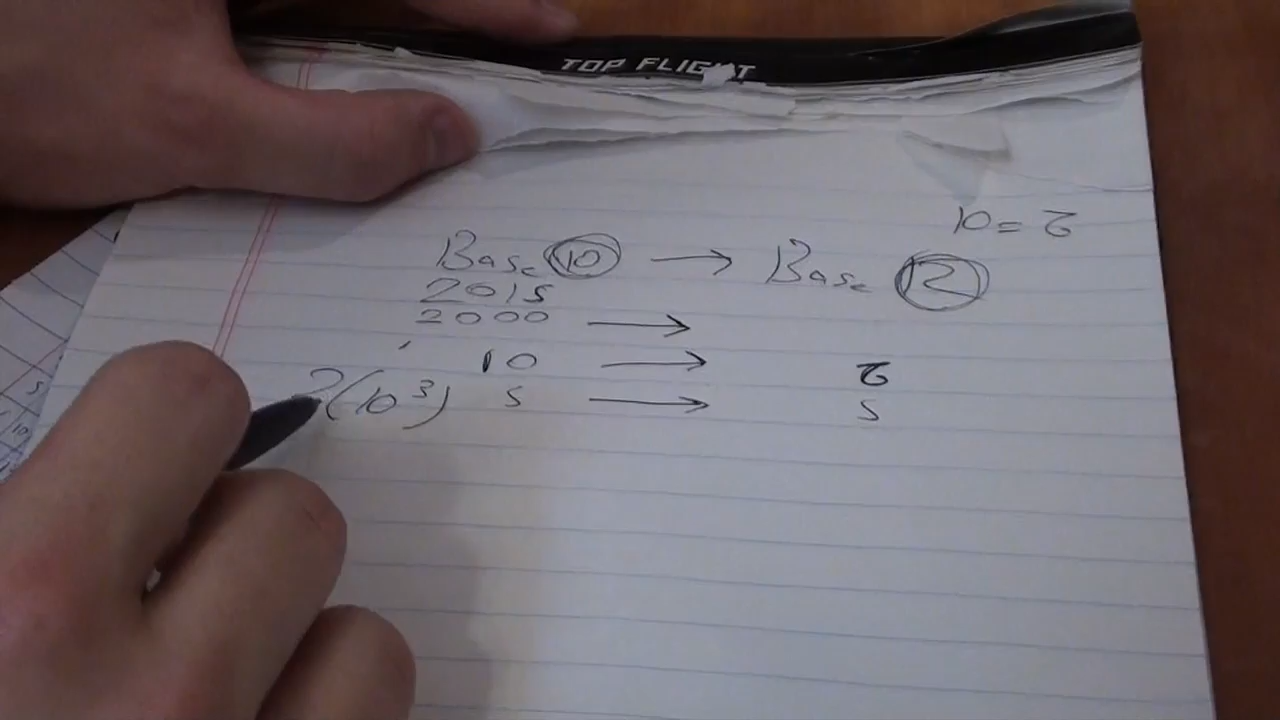 TOP FLIGHT
10 = ᘔ
Base 10 → Base 12
2015
2000 →
10 → ᘔ
2(10³) 5 → 5